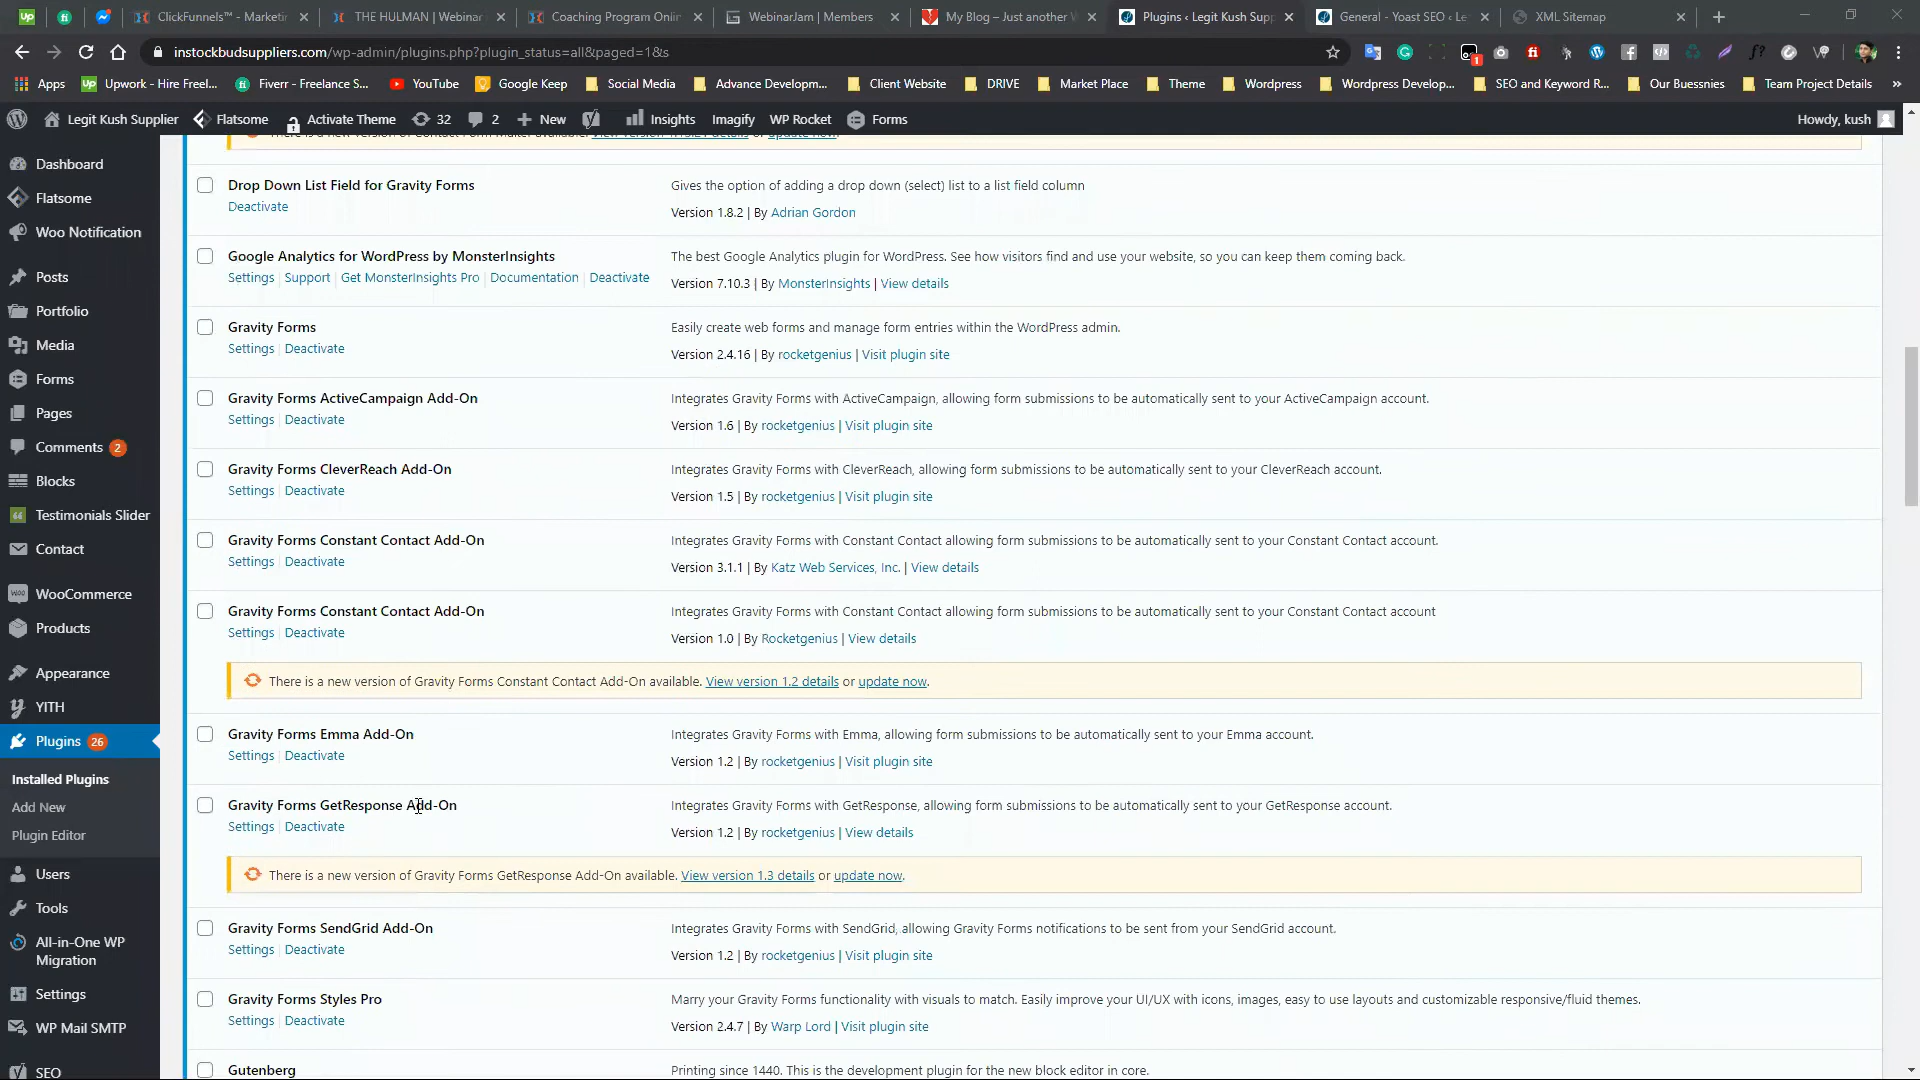 ClickFunnels™ - Marketi
THE HULMAN | Webinar
Coaching Program Onlin
WebinarJam | Members
My Blog – Just another W
Plugins ‹ Legit Kush Supp
General - Yoast SEO ‹ Le
XML Sitemap
instockbudsuppliers.com/wp-admin/plugins.php?plugin_status=all&paged=1&s
Apps
Upwork - Hire Freel...
Fiverr - Freelance S...
YouTube
Google Keep
Social Media
Advance Developm...
Client Website
DRIVE
Market Place
Theme
Wordpress
Wordpress Develop...
SEO and Keyword R...
Our Buessnies
Team Project Details
Legit Kush Supplier
Flatsome
Activate Theme
32
2
New
Insights
Imagify
WP Rocket
Forms
Howdy, kush
Dashboard
Flatsome
Woo Notification
Posts
Portfolio
Media
Forms
Pages
Comments 2
Blocks
Testimonials Slider
Contact
WooCommerce
Products
Appearance
YITH
Plugins 26
Installed Plugins
Add New
Plugin Editor
Users
Tools
All-in-One WP
Migration
Settings
WP Mail SMTP
SEO
Drop Down List Field for Gravity Forms
Deactivate
Gives the option of adding a drop down (select) list to a list field column
Version 1.8.2 | By Adrian Gordon
Google Analytics for WordPress by MonsterInsights
Settings | Support | Get MonsterInsights Pro | Documentation | Deactivate
The best Google Analytics plugin for WordPress. See how visitors find and use your website, so you can keep them coming back.
Version 7.10.3 | By MonsterInsights | View details
Gravity Forms
Settings | Deactivate
Easily create web forms and manage form entries within the WordPress admin.
Version 2.4.16 | By rocketgenius | Visit plugin site
Gravity Forms ActiveCampaign Add-On
Settings | Deactivate
Integrates Gravity Forms with ActiveCampaign, allowing form submissions to be automatically sent to your ActiveCampaign account.
Version 1.6 | By rocketgenius | Visit plugin site
Gravity Forms CleverReach Add-On
Settings | Deactivate
Integrates Gravity Forms with CleverReach, allowing form submissions to be automatically sent to your CleverReach account.
Version 1.5 | By rocketgenius | Visit plugin site
Gravity Forms Constant Contact Add-On
Settings | Deactivate
Integrates Gravity Forms with Constant Contact allowing form submissions to be automatically sent to your Constant Contact account.
Version 3.1.1 | By Katz Web Services, Inc. | View details
Gravity Forms Constant Contact Add-On
Settings | Deactivate
Integrates Gravity Forms with Constant Contact allowing form submissions to be automatically sent to your Constant Contact account
Version 1.0 | By Rocketgenius | View details
There is a new version of Gravity Forms Constant Contact Add-On available. View version 1.2 details or update now.
Gravity Forms Emma Add-On
Settings | Deactivate
Integrates Gravity Forms with Emma, allowing form submissions to be automatically sent to your Emma account.
Version 1.2 | By rocketgenius | Visit plugin site
Gravity Forms GetResponse Add-On
Settings | Deactivate
Integrates Gravity Forms with GetResponse, allowing form submissions to be automatically sent to your GetResponse account.
Version 1.2 | By rocketgenius | View details
There is a new version of Gravity Forms GetResponse Add-On available. View version 1.3 details or update now.
Gravity Forms SendGrid Add-On
Settings | Deactivate
Integrates Gravity Forms with SendGrid, allowing Gravity Forms notifications to be sent from your SendGrid account.
Version 1.2 | By rocketgenius | Visit plugin site
Gravity Forms Styles Pro
Settings | Deactivate
Marry your Gravity Forms functionality with visuals to match. Easily improve your UI/UX with icons, images, easy to use layouts and customizable responsive/fluid themes.
Version 2.4.7 | By Warp Lord | Visit plugin site
Gutenberg
Printing since 1440. This is the development plugin for the new block editor in core.